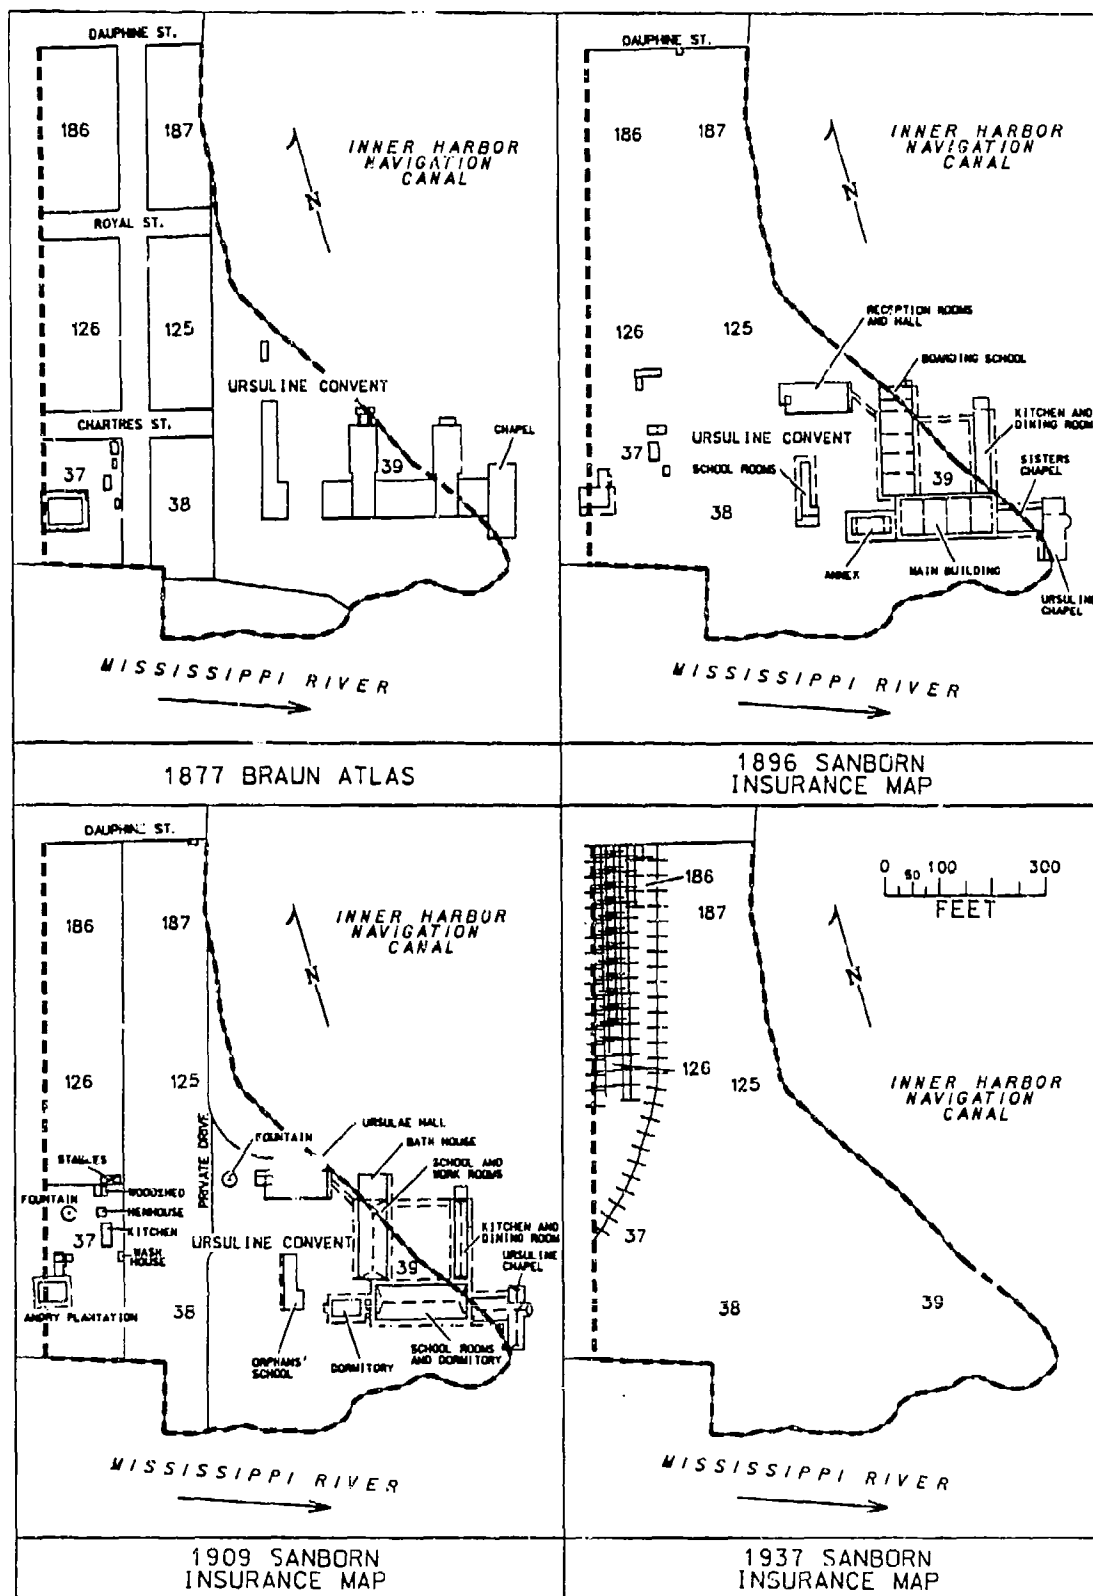 DAUPHINE ST.
186
187
INNER HARBOR
NAVIGATION
CANAL
N
ROYAL ST.
126
125
URSULINE CONVENT
CHARTRES ST.
CHAPEL
37
39
38
MISSISSIPPI RIVER
1877 BRAUN ATLAS
DAUPHINE ST.
186
187
INNER HARBOR
NAVIGATION
CANAL
N
RECEPTION ROOMS
AND HALL
126
125
BOARDING SCHOOL
KITCHEN AND
DINING ROOM
URSULINE CONVENT
37
SCHOOL ROOMS
SISTERS
CHAPEL
39
38
ANNEX
MAIN BUILDING
URSULINE
CHAPEL
MISSISSIPPI RIVER
1896 SANBORN
INSURANCE MAP
DAUPHINE ST.
186
187
INNER HARBOR
NAVIGATION
CANAL
N
126
125
PRIVATE DRIVE
FOUNTAIN
URSULAE HALL
BATH HOUSE
SCHOOL AND
WORK ROOMS
STABLES
WOODSHED
FOUNTAIN
HENHOUSE
KITCHEN
37
WASH
HOUSE
URSULINE CONVENT
KITCHEN AND
DINING ROOM
URSULINE
CHAPEL
39
ANDRY PLANTATION
38
ORPHANS'
SCHOOL
DORMITORY
SCHOOL ROOMS
AND DORMITORY
MISSISSIPPI RIVER
1909 SANBORN
INSURANCE MAP
186
187
0 50 100 300
FEET
N
126
125
INNER HARBOR
NAVIGATION
CANAL
37
38
39
MISSISSIPPI RIVER
1937 SANBORN
INSURANCE MAP